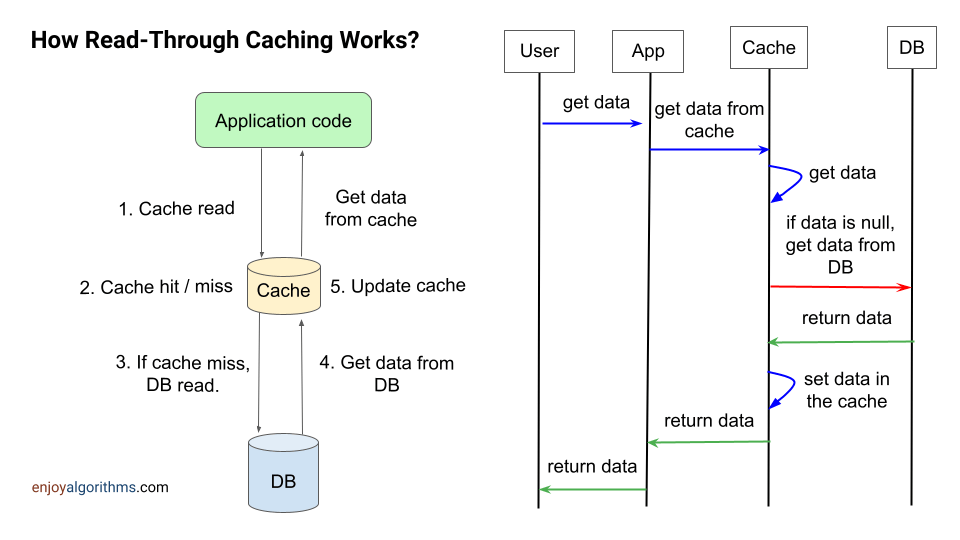 How Read-Through Caching Works?
Application code
1. Cache read
Get data
from cache
2. Cache hit / miss
Cache
5. Update cache
3. If cache miss,
DB read.
4. Get data from
DB
DB
enjoyalgorithms.com
User
App
Cache
DB
get data
get data from
cache
get data
if data is null,
get data from
DB
return data
set data in
the cache
return data
return data